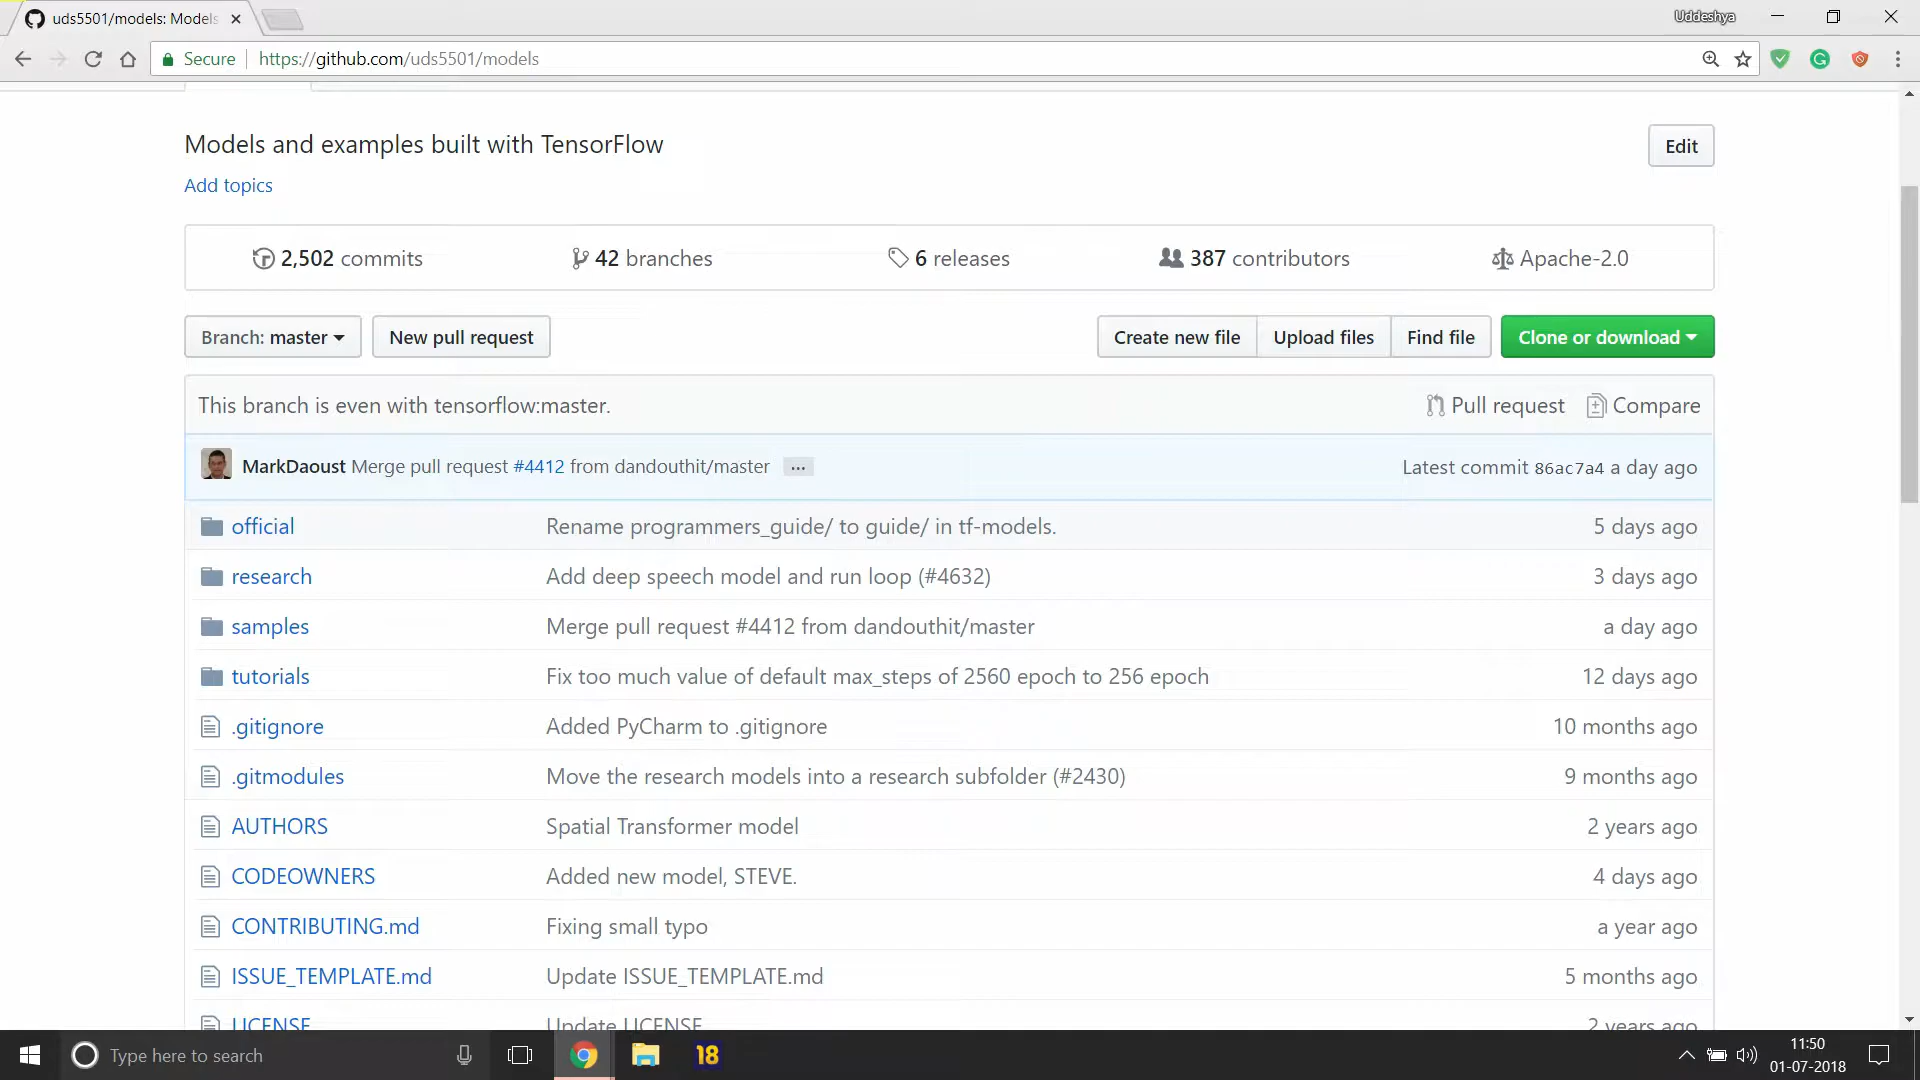 uds5501/models: Models
Uddeshya
Secure
https://github.com/uds5501/models
Models and examples built with TensorFlow
Edit
Add topics
2,502 commits
42 branches
6 releases
387 contributors
Apache-2.0
Branch: master
New pull request
Create new file
Upload files
Find file
Clone or download
This branch is even with tensorflow:master.
Pull request
Compare
MarkDaoust Merge pull request #4412 from dandouthit/master
...
Latest commit 86ac7a4 a day ago
official
Rename programmers_guide/ to guide/ in tf-models.
5 days ago
research
Add deep speech model and run loop (#4632)
3 days ago
samples
Merge pull request #4412 from dandouthit/master
a day ago
tutorials
Fix too much value of default max_steps of 2560 epoch to 256 epoch
12 days ago
.gitignore
Added PyCharm to .gitignore
10 months ago
.gitmodules
Move the research models into a research subfolder (#2430)
9 months ago
AUTHORS
Spatial Transformer model
2 years ago
CODEOWNERS
Added new model, STEVE.
4 days ago
CONTRIBUTING.md
Fixing small typo
a year ago
ISSUE_TEMPLATE.md
Update ISSUE_TEMPLATE.md
5 months ago
LICENSE
Update LICENSE
2 years ago
Type here to search
18
11:50
01-07-2018